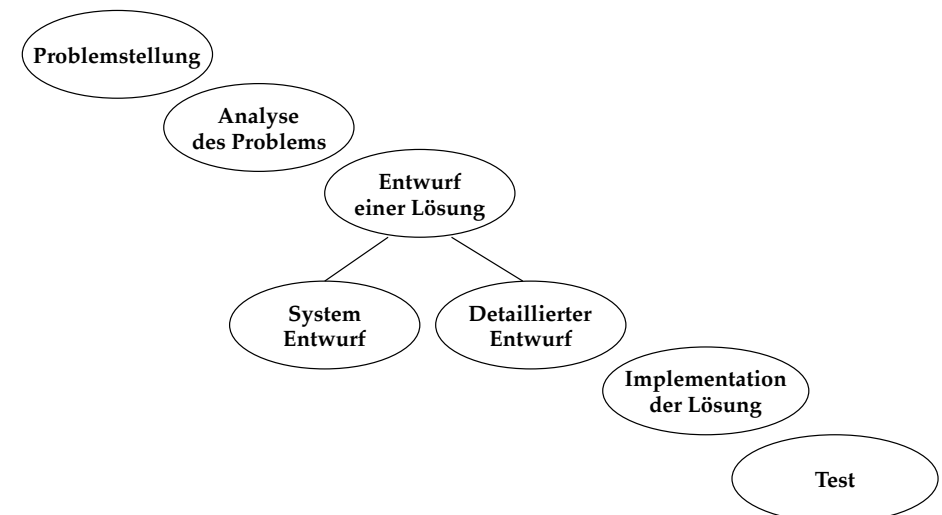 Problemstellung
Analyse
des Problems
Entwurf
einer Lösung
System
Entwurf
Detaillierter
Entwurf
Implementation
der Lösung
Test